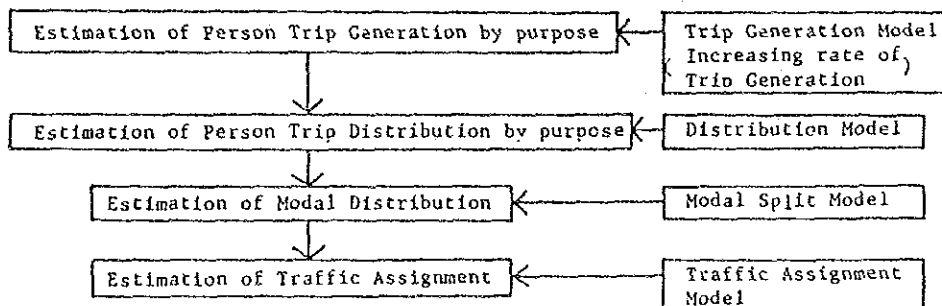 Estimation of Person Trip Generation by purpose
Trip Generation Model
( Increasing rate of )
Trip Generation
Estimation of Person Trip Distribution by purpose
Distribution Model
Estimation of Modal Distribution
Modal Split Model
Estimation of Traffic Assignment
Traffic Assignment
Model